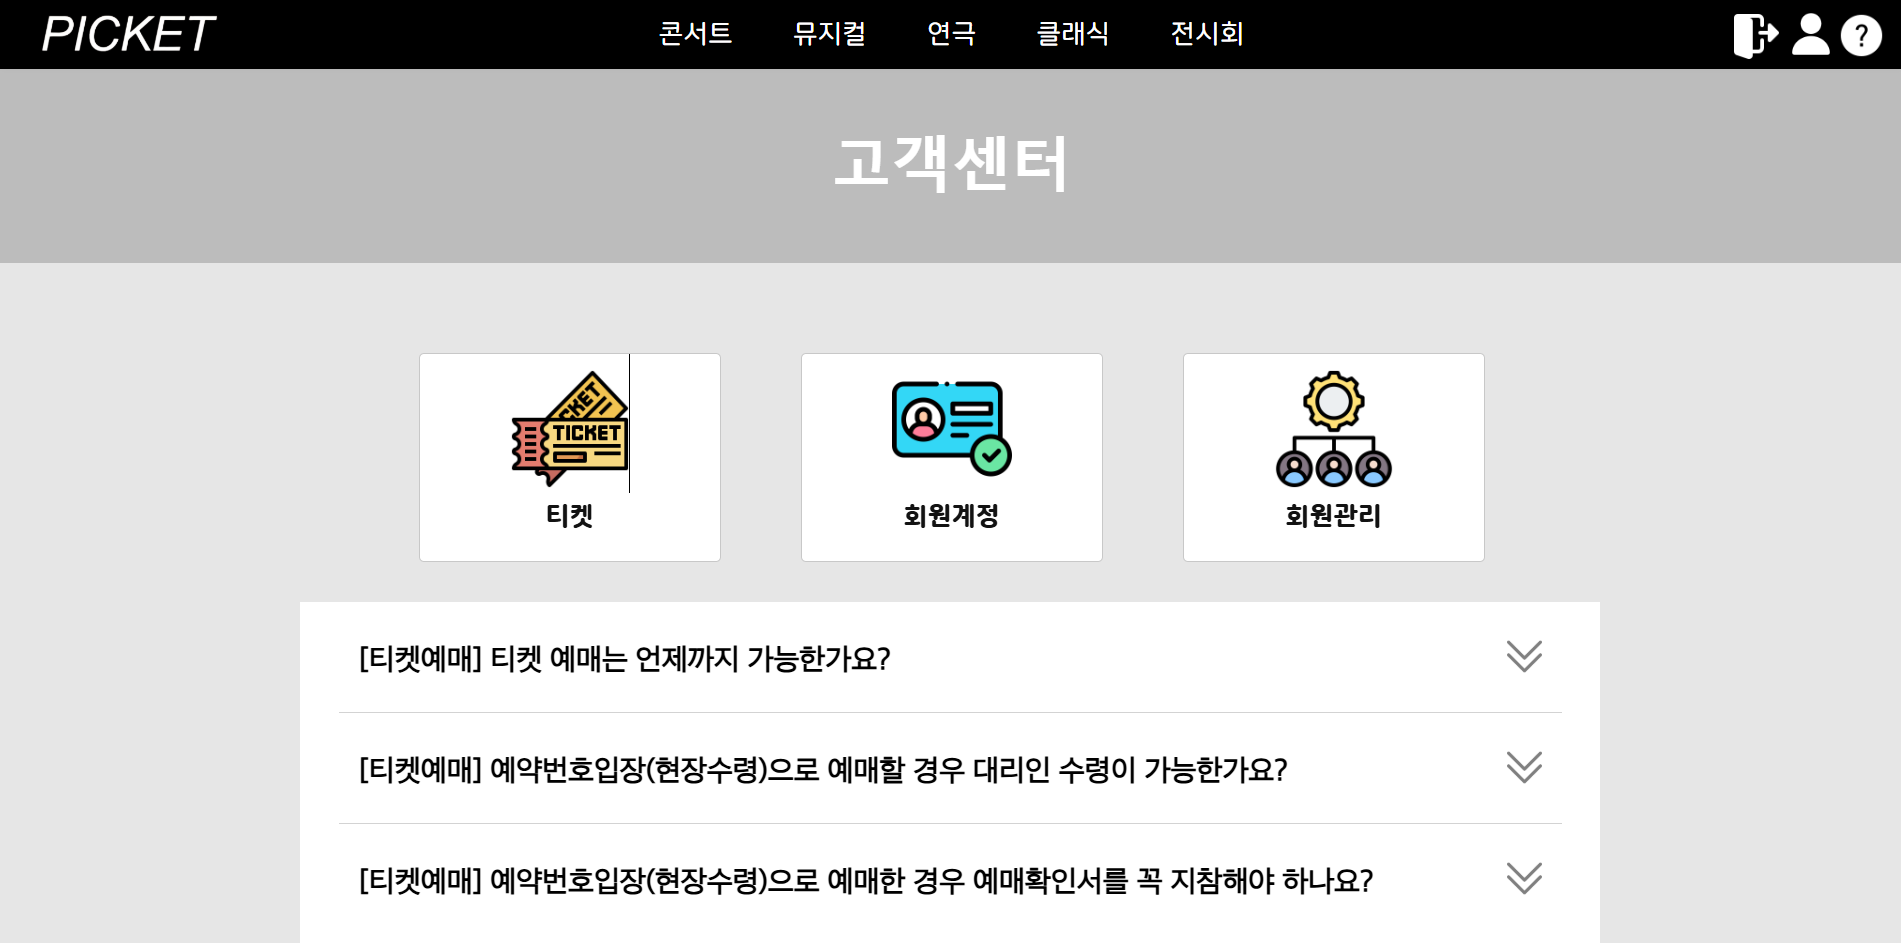 PICKET 콘서트 뮤지컬 연극 클래식 전시회 ?
고객센터
CKET
TICKET
티켓 회원계정 회원관리
[티켓예매] 티켓 예매는 언제까지 가능한가요?
[티켓예매] 예약번호입장(현장수령)으로 예매할 경우 대리인 수령이 가능한가요?
[티켓예매] 예약번호입장(현장수령)으로 예매한 경우 예매확인서를 꼭 지참해야 하나요?